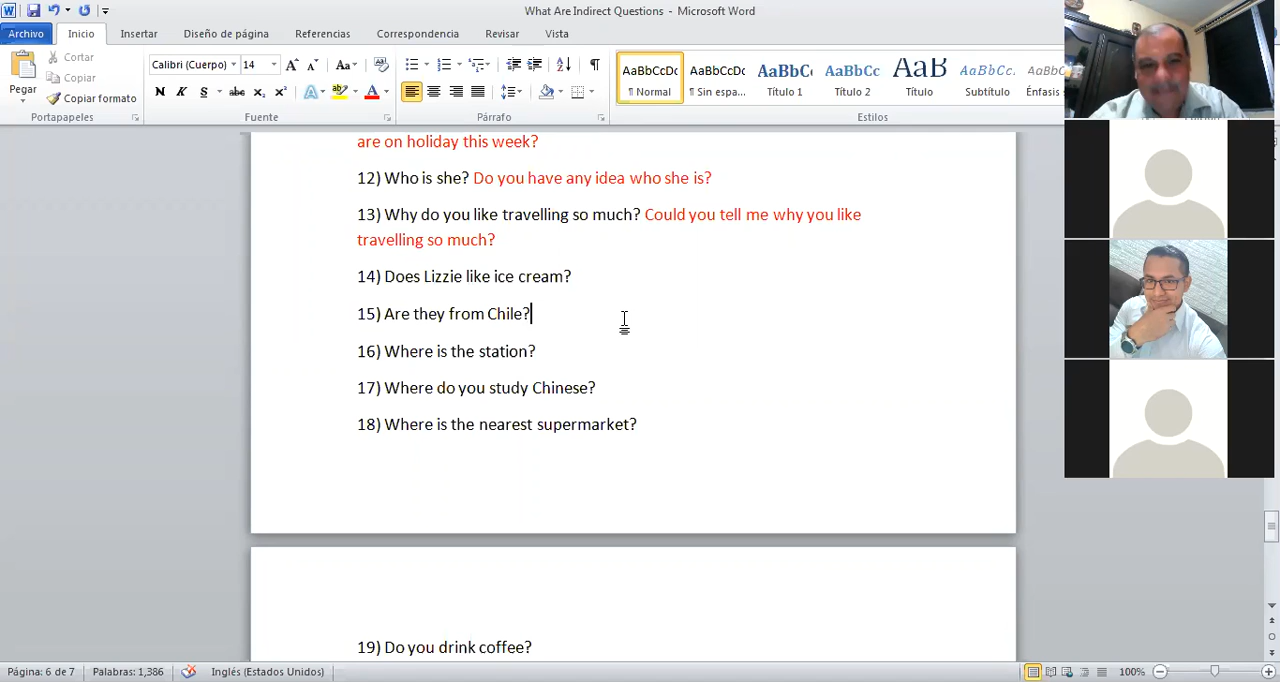 What Are Indirect Questions - Microsoft Word
Archivo Inicio Insertar Diseño de página Referencias Correspondencia Revisar Vista
Pegar
Cortar
Copiar
Copiar formato
Portapapeles
Calibri (Cuerpo) 14
Fuente
Párrafo
AaBbCcDc AaBbCcDc AaBbC AaBbCc AaB AaBbCc. AaBbCc
¶ Normal ¶ Sin espa... Título 1 Título 2 Título Subtítulo Énfasis
Estilos
are on holiday this week?
12) Who is she? Do you have any idea who she is?
13) Why do you like travelling so much? Could you tell me why you like
travelling so much?
14) Does Lizzie like ice cream?
15) Are they from Chile?
16) Where is the station?
17) Where do you study Chinese?
18) Where is the nearest supermarket?
19) Do you drink coffee?
Página: 6 de 7 Palabras: 1,386 Inglés (Estados Unidos) 100%